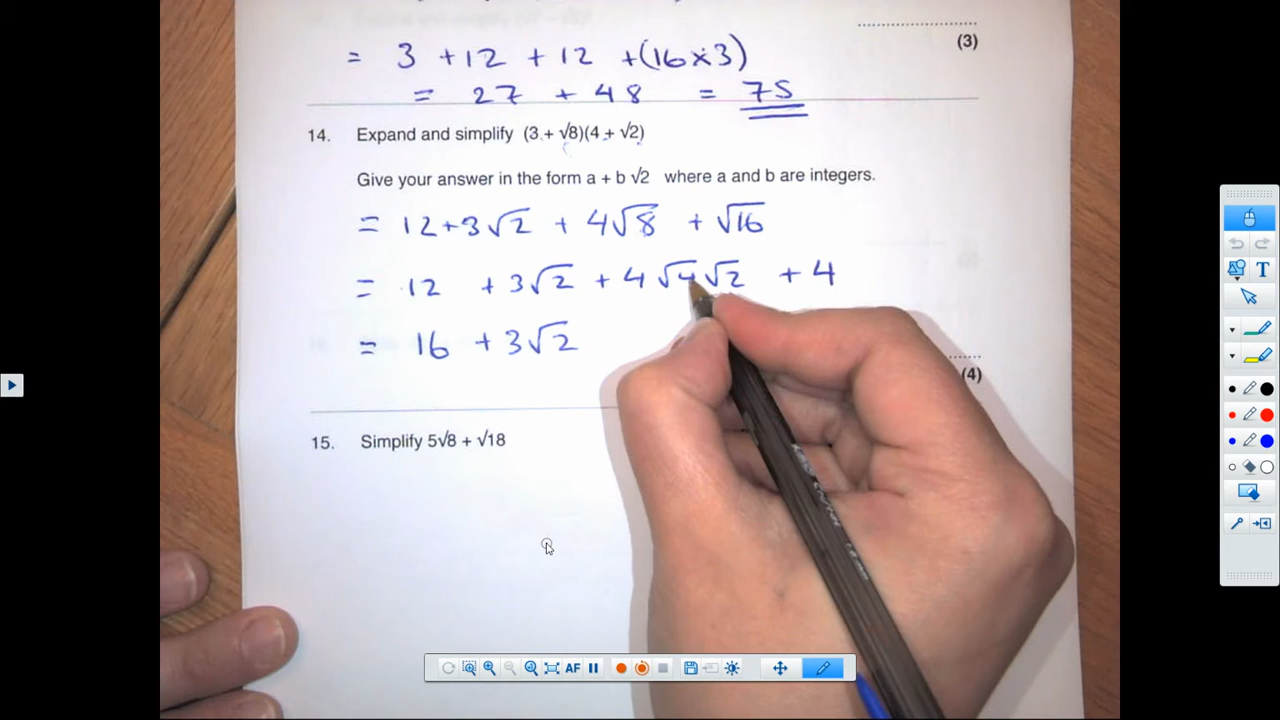 (3)
= 3 + 12 + 12 + (16 × 3)
= 27 + 48 = 75
14. Expand and simplify (3 + √8)(4 + √2)
Give your answer in the form a + b √2 where a and b are integers.
= 12 + 3√2 + 4√8 + √16
= 12 + 3√2 + 4√4√2 + 4
= 16 + 3√2
(4)
15. Simplify 5√8 + √18
T
AF